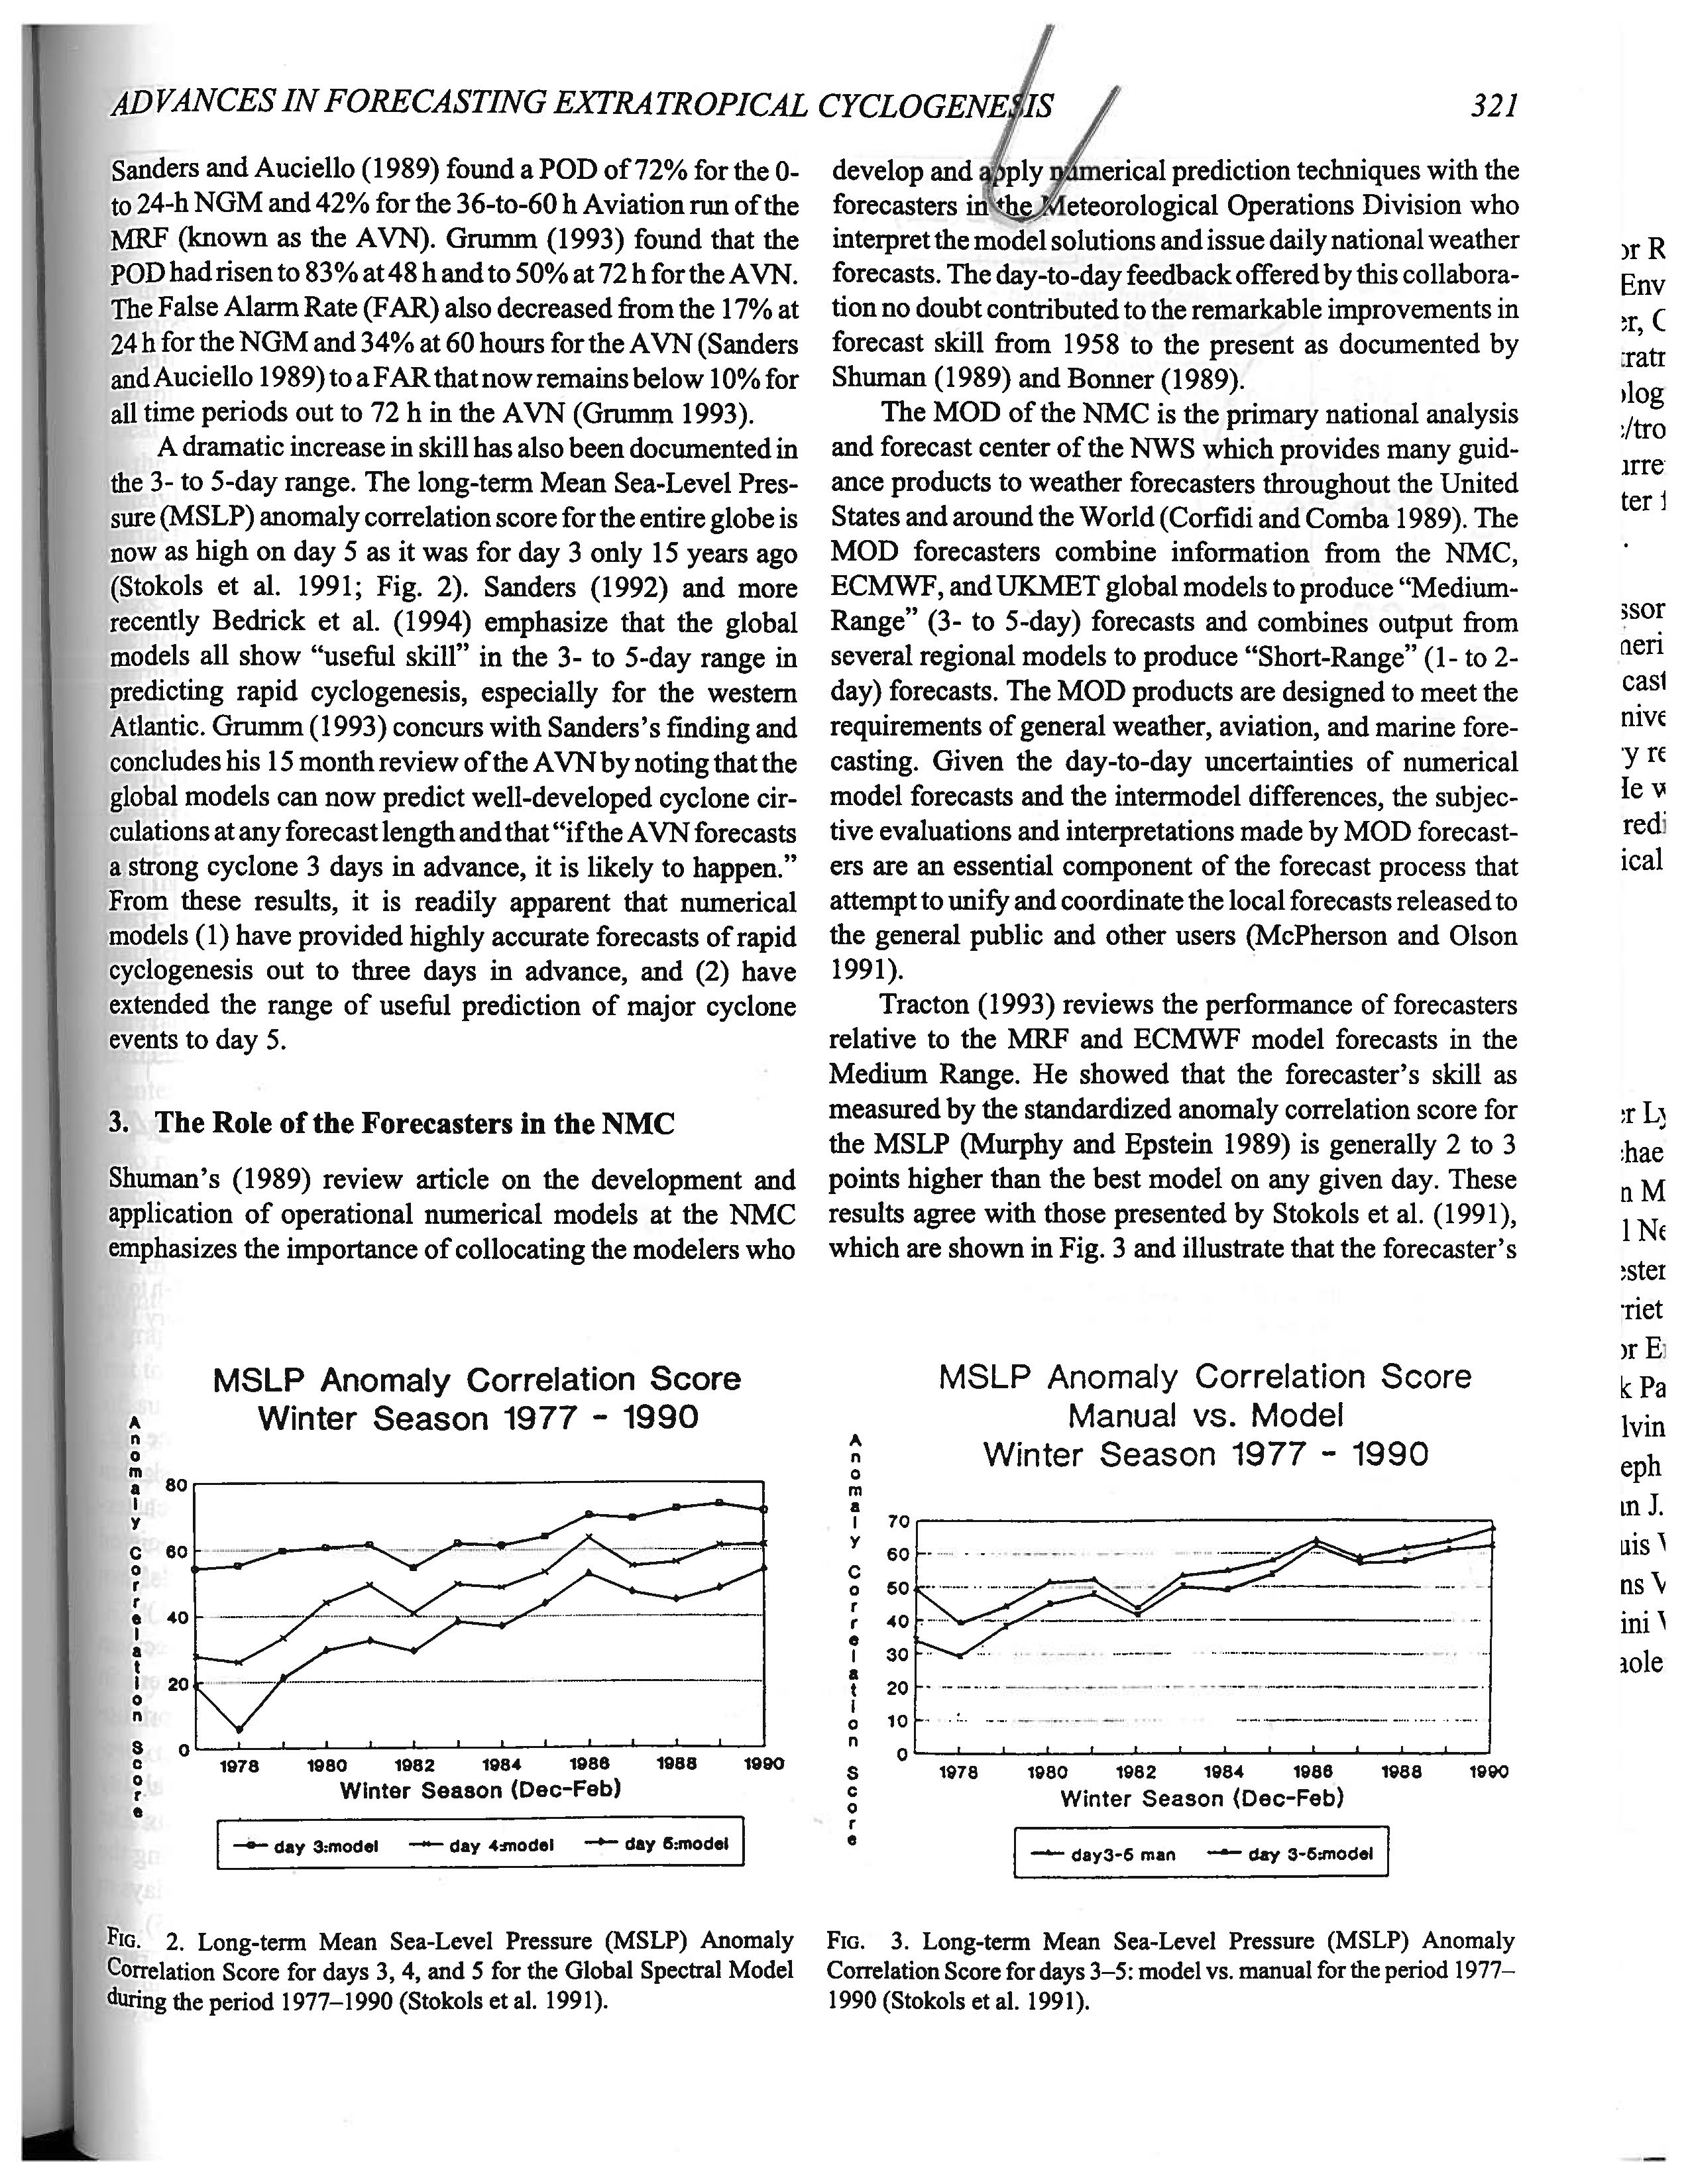 ADVANCES IN FORECASTING EXTRATROPICAL CYCLOGENESIS 321
Sanders and Auciello (1989) found a POD of 72% for the 0-
to 24-h NGM and 42% for the 36-to-60 h Aviation run of the
MRF (known as the AVN). Grumm (1993) found that the
POD had risen to 83% at 48 h and to 50% at 72 h for the AVN.
The False Alarm Rate (FAR) also decreased from the 17% at
24 h for the NGM and 34% at 60 hours for the AVN (Sanders
and Auciello 1989) to a FAR that now remains below 10% for
all time periods out to 72 h in the AVN (Grumm 1993).
A dramatic increase in skill has also been documented in
the 3- to 5-day range. The long-term Mean Sea-Level Pres-
sure (MSLP) anomaly correlation score for the entire globe is
now as high on day 5 as it was for day 3 only 15 years ago
(Stokols et al. 1991; Fig. 2). Sanders (1992) and more
recently Bedrick et al. (1994) emphasize that the global
models all show “useful skill” in the 3- to 5-day range in
predicting rapid cyclogenesis, especially for the western
Atlantic. Grumm (1993) concurs with Sanders’s finding and
concludes his 15 month review of the AVN by noting that the
global models can now predict well-developed cyclone cir-
culations at any forecast length and that “if the AVN forecasts
a strong cyclone 3 days in advance, it is likely to happen.”
From these results, it is readily apparent that numerical
models (1) have provided highly accurate forecasts of rapid
cyclogenesis out to three days in advance, and (2) have
extended the range of useful prediction of major cyclone
events to day 5.
3. The Role of the Forecasters in the NMC
Shuman’s (1989) review article on the development and
application of operational numerical models at the NMC
emphasizes the importance of collocating the modelers who
develop and apply numerical prediction techniques with the
forecasters in the Meteorological Operations Division who
interpret the model solutions and issue daily national weather
forecasts. The day-to-day feedback offered by this collabora-
tion no doubt contributed to the remarkable improvements in
forecast skill from 1958 to the present as documented by
Shuman (1989) and Bonner (1989).
The MOD of the NMC is the primary national analysis
and forecast center of the NWS which provides many guid-
ance products to weather forecasters throughout the United
States and around the World (Corfidi and Comba 1989). The
MOD forecasters combine information from the NMC,
ECMWF, and UKMET global models to produce “Medium-
Range” (3- to 5-day) forecasts and combines output from
several regional models to produce “Short-Range” (1- to 2-
day) forecasts. The MOD products are designed to meet the
requirements of general weather, aviation, and marine fore-
casting. Given the day-to-day uncertainties of numerical
model forecasts and the intermodel differences, the subjec-
tive evaluations and interpretations made by MOD forecast-
ers are an essential component of the forecast process that
attempt to unify and coordinate the local forecasts released to
the general public and other users (McPherson and Olson
1991).
Tracton (1993) reviews the performance of forecasters
relative to the MRF and ECMWF model forecasts in the
Medium Range. He showed that the forecaster’s skill as
measured by the standardized anomaly correlation score for
the MSLP (Murphy and Epstein 1989) is generally 2 to 3
points higher than the best model on any given day. These
results agree with those presented by Stokols et al. (1991),
which are shown in Fig. 3 and illustrate that the forecaster’s
MSLP Anomaly Correlation Score
Winter Season 1977 - 1990
Anomaly Correlation Score
80
60
40
20
0
1978 1980 1982 1984 1986 1988 1990
Winter Season (Dec-Feb)
day 3:model day 4:model day 5:model
FIG. 2. Long-term Mean Sea-Level Pressure (MSLP) Anomaly
Correlation Score for days 3, 4, and 5 for the Global Spectral Model
during the period 1977–1990 (Stokols et al. 1991).
MSLP Anomaly Correlation Score
Manual vs. Model
Winter Season 1977 - 1990
Anomaly Correlation Score
70
60
50
40
30
20
10
0
1978 1980 1982 1984 1986 1988 1990
Winter Season (Dec-Feb)
day3-5 man day 3-5:model
FIG. 3. Long-term Mean Sea-Level Pressure (MSLP) Anomaly
Correlation Score for days 3–5: model vs. manual for the period 1977–
1990 (Stokols et al. 1991).